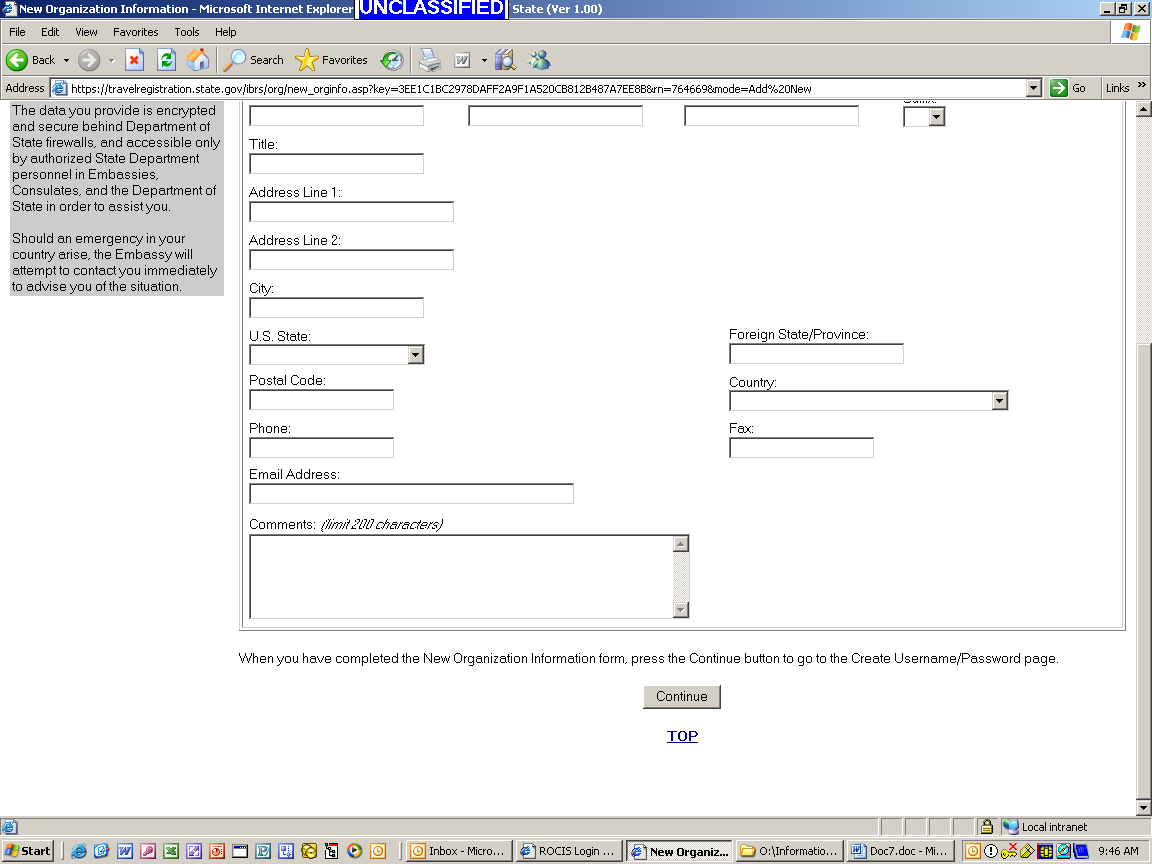 New Organization Information - Microsoft Internet Explorer UNCLASSIFIED State (Ver 1.00)
File Edit View Favorites Tools Help
Back Search Favorites
Address https://travelregistration.state.gov/ibrs/org/new_orginfo.asp?key=3EE1C1BC2978DAFF2A9F1A520CB812B487A7EE8B&rn=764669&mode=Add%20New Go Links »
The data you provide is encrypted
and secure behind Department of
State firewalls, and accessible only
by authorized State Department
personnel in Embassies,
Consulates, and the Department of
State in order to assist you.
Should an emergency in your
country arise, the Embassy will
attempt to contact you immediately
to advise you of the situation.
Title:
Address Line 1:
Address Line 2:
City:
U.S. State:
Foreign State/Province:
Postal Code:
Country:
Phone:
Fax:
Email Address:
Comments: (limit 200 characters)
When you have completed the New Organization Information form, press the Continue button to go to the Create Username/Password page.
Continue
TOP
Local intranet
Start Inbox - Micro... ROCIS Login ... New Organiz... O:\Informatio... Doc7.doc - Mi... 9:46 AM